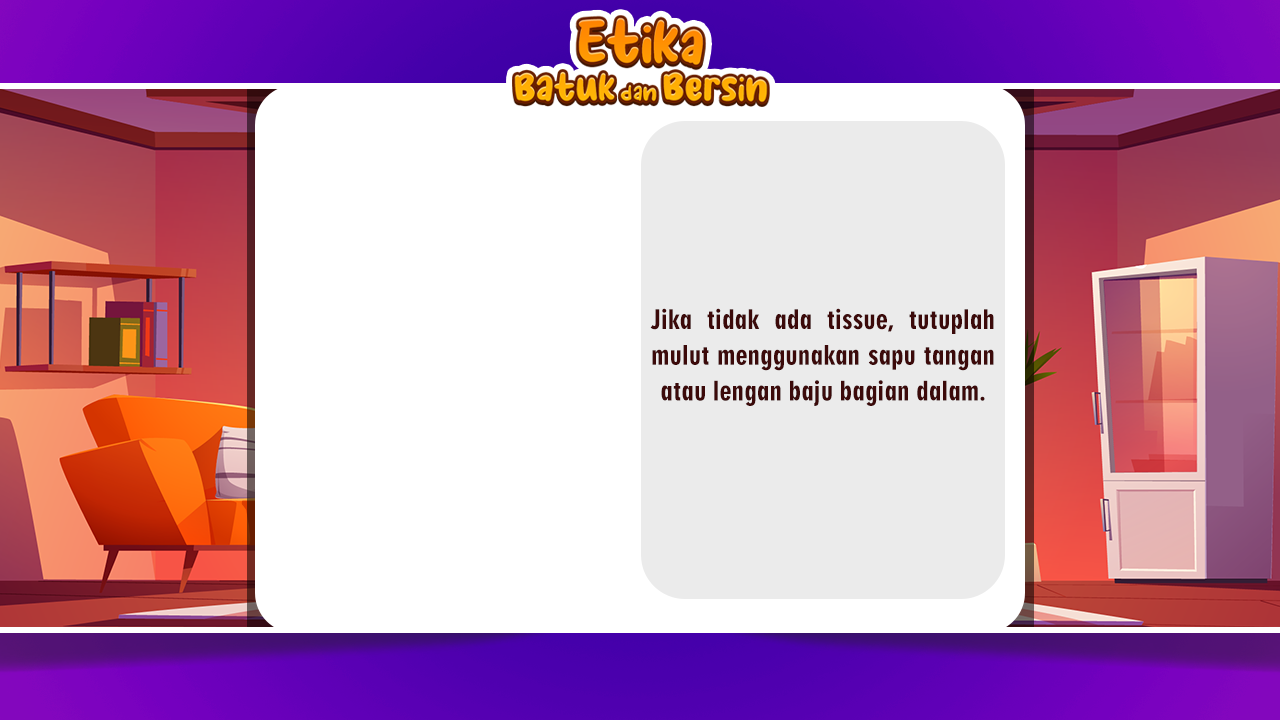 Etika
Batuk dan Bersin
Jika tidak ada tissue, tutuplah
mulut menggunakan sapu tangan
atau lengan baju bagian dalam.